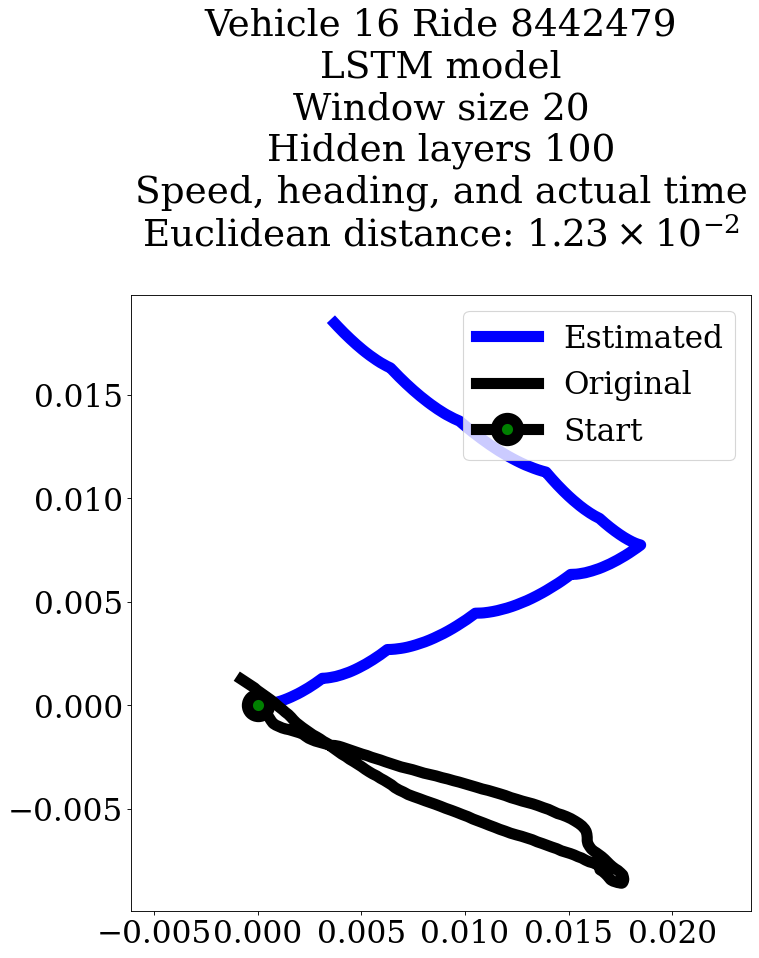 Vehicle 16 Ride 8442479
LSTM model
Window size 20
Hidden layers 100
Speed, heading, and actual time
Euclidean distance: 1.23 × 10⁻²
Estimated
Original
Start
0.015
0.010
0.005
0.000
−0.005
−0.005 0.000 0.005 0.010 0.015 0.020